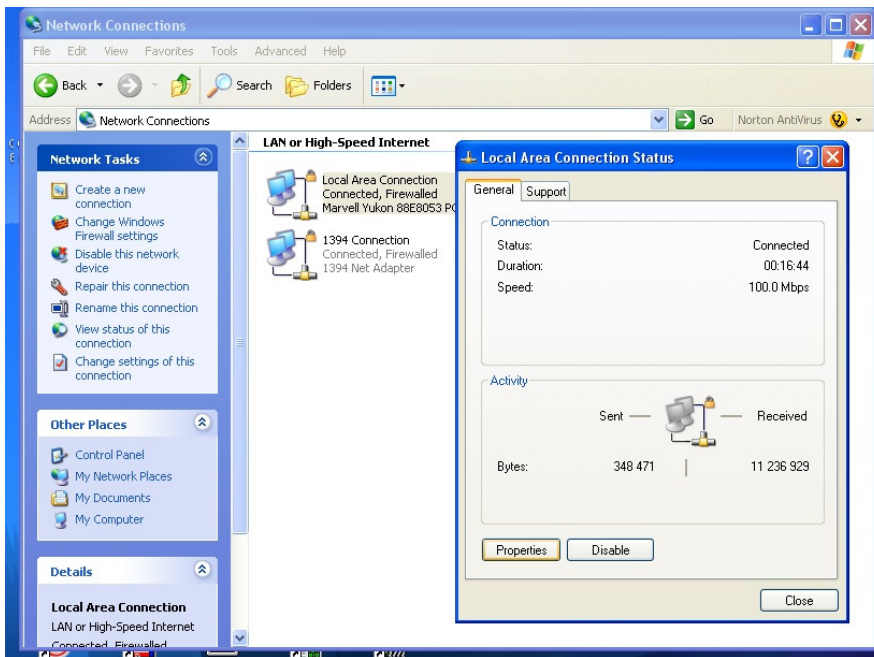 Network Connections
File Edit View Favorites Tools Advanced Help
Back Search Folders
Address Network Connections Go Norton AntiVirus
Network Tasks
Create a new
connection
Change Windows
Firewall settings
Disable this network
device
Repair this connection
Rename this connection
View status of this
connection
Change settings of this
connection
Other Places
Control Panel
My Network Places
My Documents
My Computer
Details
Local Area Connection
LAN or High-Speed Internet
Connected, Firewalled
LAN or High-Speed Internet
Local Area Connection
Connected, Firewalled
Marvell Yukon 88E8053 PC
1394 Connection
Connected, Firewalled
1394 Net Adapter
Local Area Connection Status
General Support
Connection
Status: Connected
Duration: 00:16:44
Speed: 100.0 Mbps
Activity
Sent Received
Bytes: 348 471 11 236 929
Properties Disable
Close